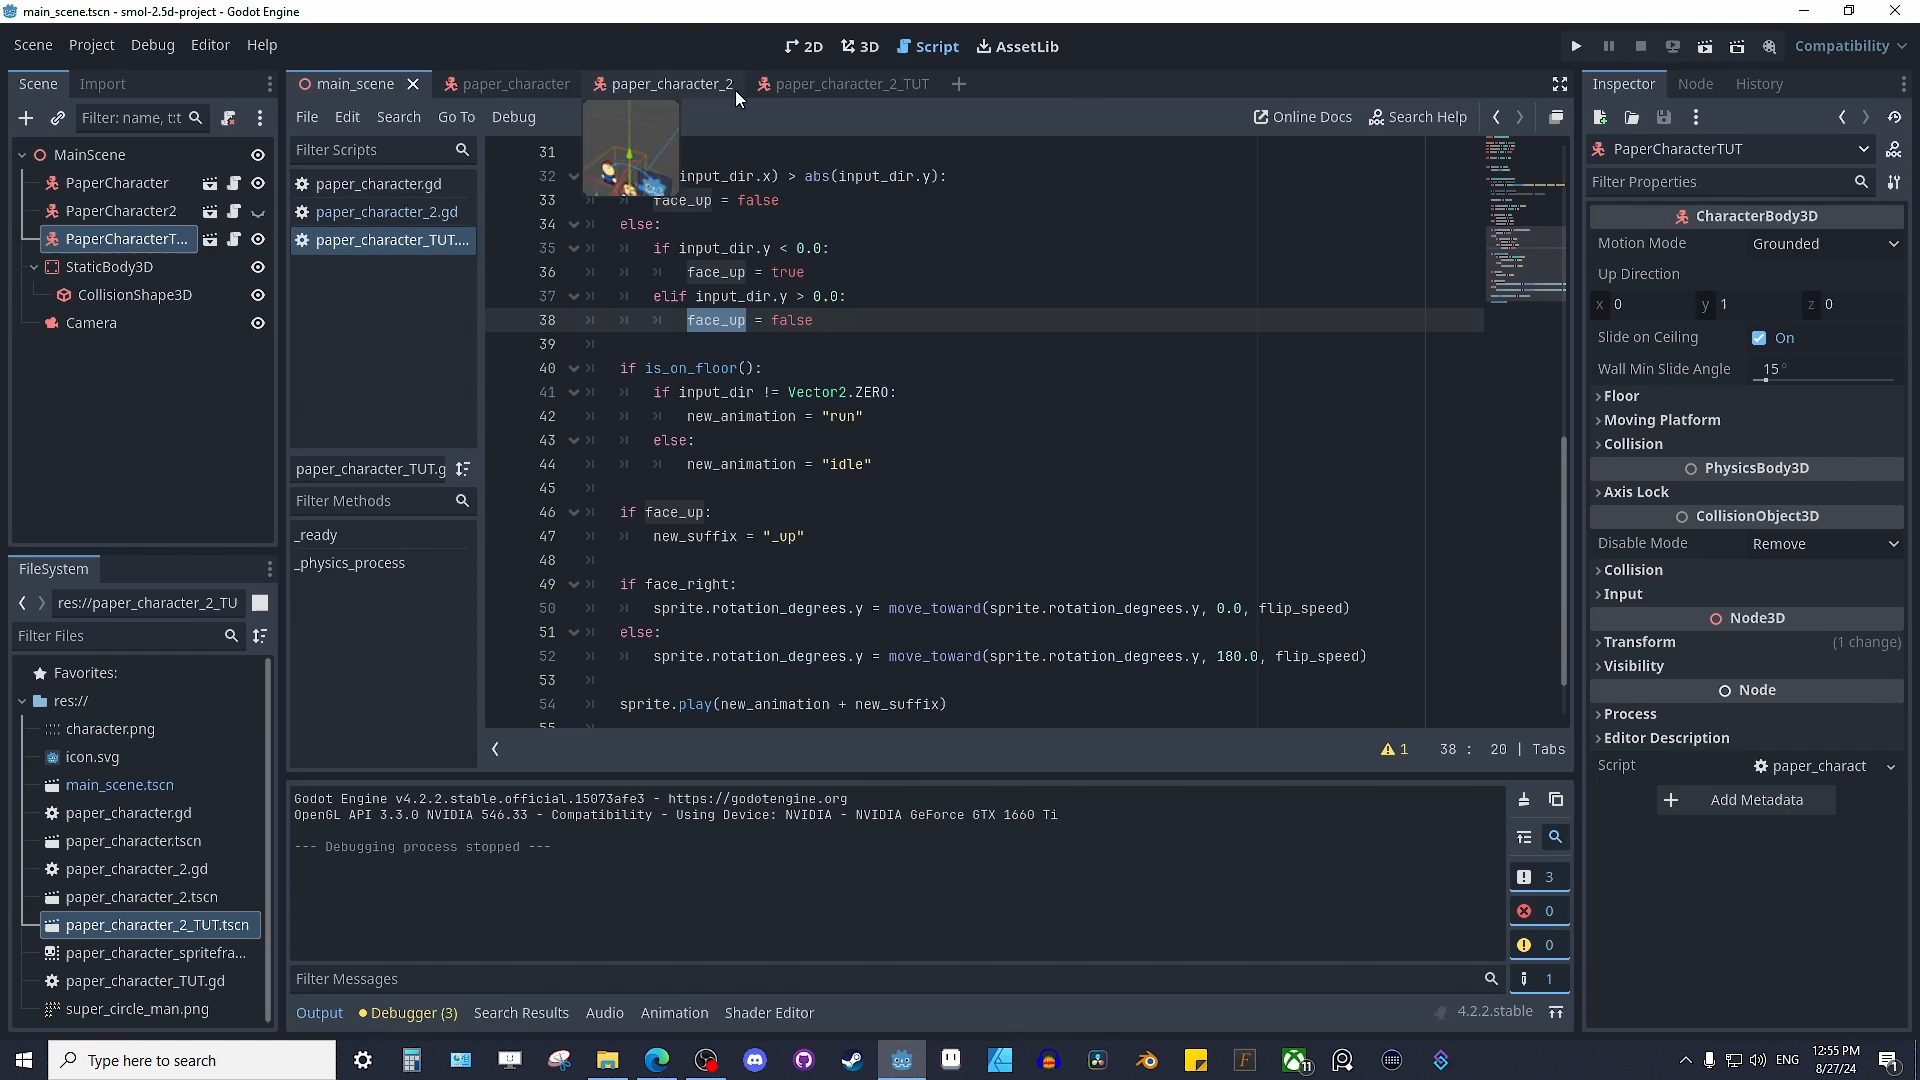 main_scene.tscn - smol-2.5d-project - Godot Engine
Scene Project Debug Editor Help
2D 3D Script AssetLib
Compatibility
Scene Import
Filter: name, t:t
MainScene
PaperCharacter
PaperCharacter2
PaperCharacterT...
StaticBody3D
CollisionShape3D
Camera
FileSystem
res://paper_character_2_TU
Filter Files
Favorites:
res://
character.png
icon.svg
main_scene.tscn
paper_character.gd
paper_character.tscn
paper_character_2.gd
paper_character_2.tscn
paper_character_2_TUT.tscn
paper_character_spritefra...
paper_character_TUT.gd
super_circle_man.png
main_scene paper_character paper_character_2 paper_character_2_TUT
File Edit Search Go To Debug
Online Docs Search Help
Filter Scripts
paper_character.gd
paper_character_2.gd
paper_character_TUT....
paper_character_TUT.g
Filter Methods
_ready
_physics_process
31
32 input_dir.x) > abs(input_dir.y):
33 face_up = false
34 else:
35 if input_dir.y < 0.0:
36 face_up = true
37 elif input_dir.y > 0.0:
38 face_up = false
39
40 if is_on_floor():
41 if input_dir != Vector2.ZERO:
42 new_animation = "run"
43 else:
44 new_animation = "idle"
45
46 if face_up:
47 new_suffix = "_up"
48
49 if face_right:
50 sprite.rotation_degrees.y = move_toward(sprite.rotation_degrees.y, 0.0, flip_speed)
51 else:
52 sprite.rotation_degrees.y = move_toward(sprite.rotation_degrees.y, 180.0, flip_speed)
53
54 sprite.play(new_animation + new_suffix)
55
1 38 : 20 | Tabs
Godot Engine v4.2.2.stable.official.15073afe3 - https://godotengine.org
OpenGL API 3.3.0 NVIDIA 546.33 - Compatibility - Using Device: NVIDIA - NVIDIA GeForce GTX 1660 Ti
--- Debugging process stopped ---
3
0
0
1
Filter Messages
Output Debugger (3) Search Results Audio Animation Shader Editor
4.2.2.stable
Inspector Node History
PaperCharacterTUT
Filter Properties
CharacterBody3D
Motion Mode Grounded
Up Direction
x 0 y 1 z 0
Slide on Ceiling On
Wall Min Slide Angle 15 °
Floor
Moving Platform
Collision
PhysicsBody3D
Axis Lock
CollisionObject3D
Disable Mode Remove
Collision
Input
Node3D
Transform (1 change)
Visibility
Node
Process
Editor Description
Script paper_charact
Add Metadata
Type here to search
11
ENG
12:55 PM
8/27/24
1